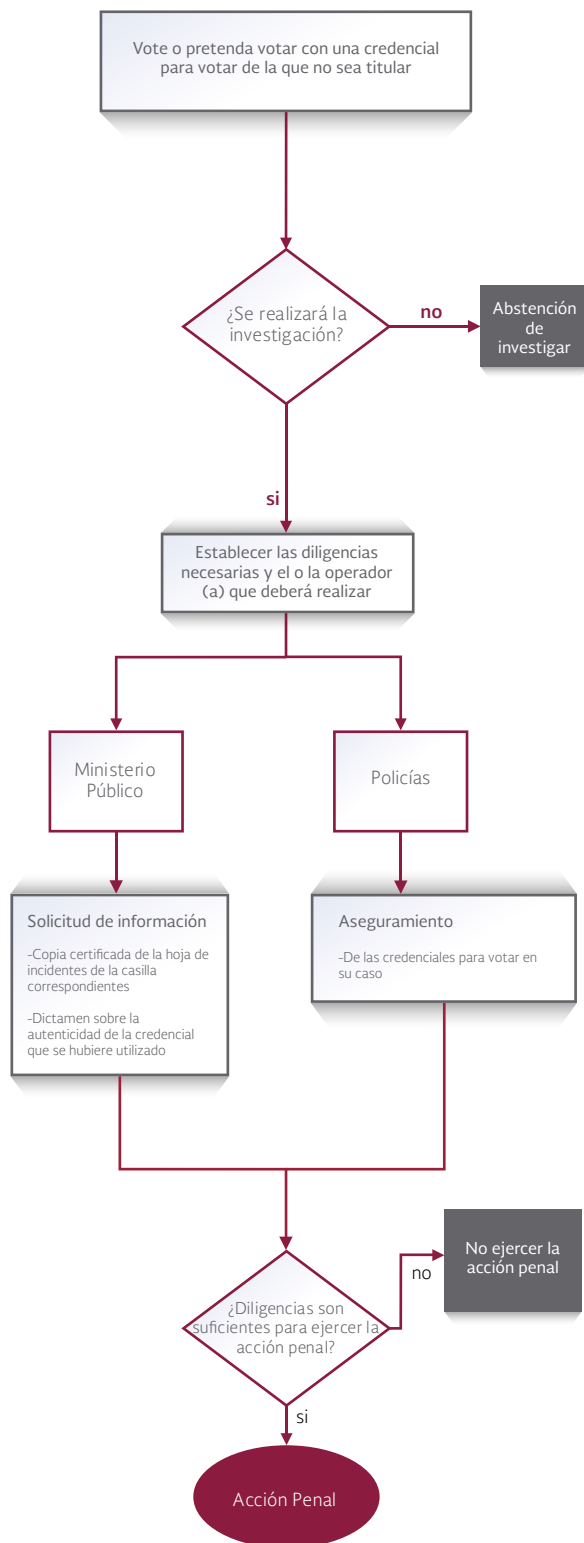 Vote o pretenda votar con una credencial
para votar de la que no sea titular
¿Se realizará la
investigación?
no
Abstención
de
investigar
si
Establecer las diligencias
necesarias y el o la operador
(a) que deberá realizar
Ministerio
Público
Policías
Solicitud de información
-Copia certificada de la hoja de
incidentes de la casilla
correspondientes
-Dictamen sobre la
autenticidad de la credencial
que se hubiere utilizado
Aseguramiento
-De las credenciales para votar en
su caso
¿Diligencias son
suficientes para ejercer la
acción penal?
no
No ejercer la
acción penal
si
Acción Penal